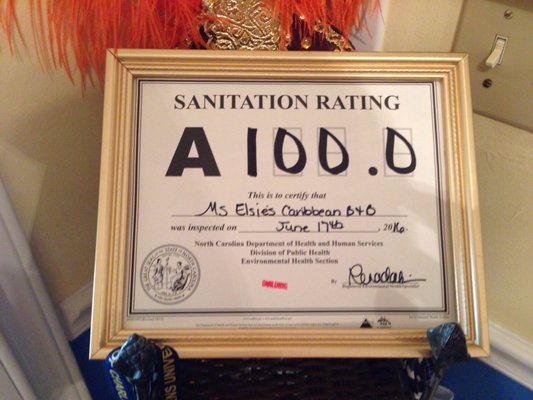 SANITATION RATING
A 100.0
This is to certify that
Ms Elsie's Caribbean B&B
was inspected on June 17th, 2016.
North Carolina Department of Health and Human Services
Division of Public Health
Environmental Health Section
By